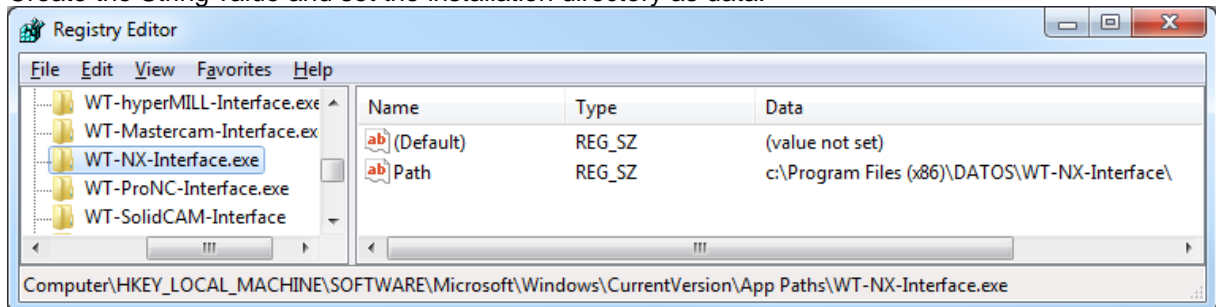 Create the String value and set the installation directory as data.
Registry Editor
File Edit View Favorites Help
WT-hyperMILL-Interface.exe
WT-Mastercam-Interface.ex
WT-NX-Interface.exe
WT-ProNC-Interface.exe
WT-SolidCAM-Interface
Name Type Data
ab (Default) REG_SZ (value not set)
ab Path REG_SZ c:\Program Files (x86)\DATOS\WT-NX-Interface\
Computer\HKEY_LOCAL_MACHINE\SOFTWARE\Microsoft\Windows\CurrentVersion\App Paths\WT-NX-Interface.exe